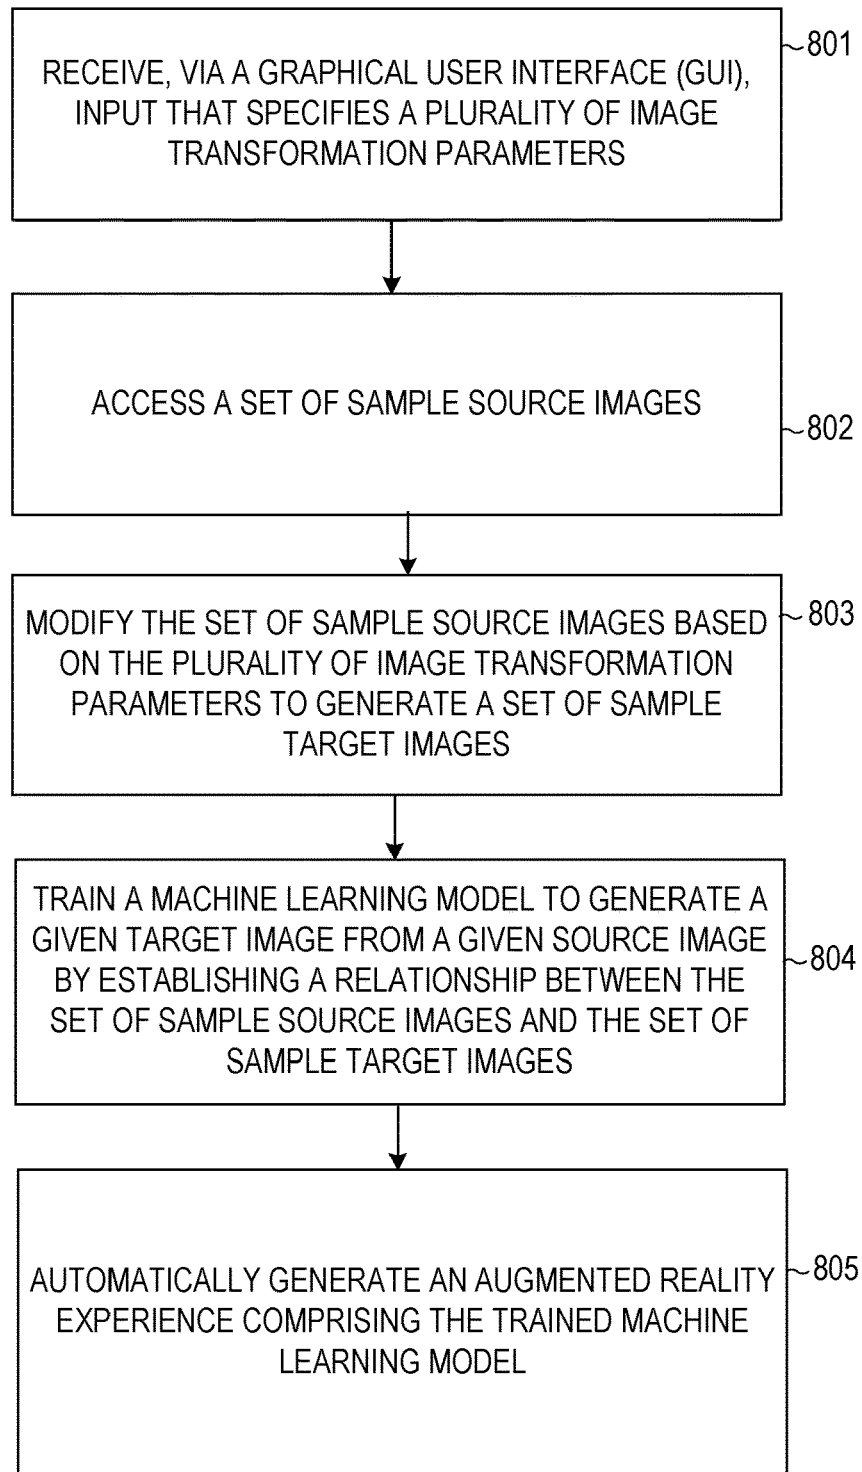 RECEIVE, VIA A GRAPHICAL USER INTERFACE (GUI),
INPUT THAT SPECIFIES A PLURALITY OF IMAGE
TRANSFORMATION PARAMETERS
801
ACCESS A SET OF SAMPLE SOURCE IMAGES
802
MODIFY THE SET OF SAMPLE SOURCE IMAGES BASED
ON THE PLURALITY OF IMAGE TRANSFORMATION
PARAMETERS TO GENERATE A SET OF SAMPLE
TARGET IMAGES
803
TRAIN A MACHINE LEARNING MODEL TO GENERATE A
GIVEN TARGET IMAGE FROM A GIVEN SOURCE IMAGE
BY ESTABLISHING A RELATIONSHIP BETWEEN THE
SET OF SAMPLE SOURCE IMAGES AND THE SET OF
SAMPLE TARGET IMAGES
804
AUTOMATICALLY GENERATE AN AUGMENTED REALITY
EXPERIENCE COMPRISING THE TRAINED MACHINE
LEARNING MODEL
805